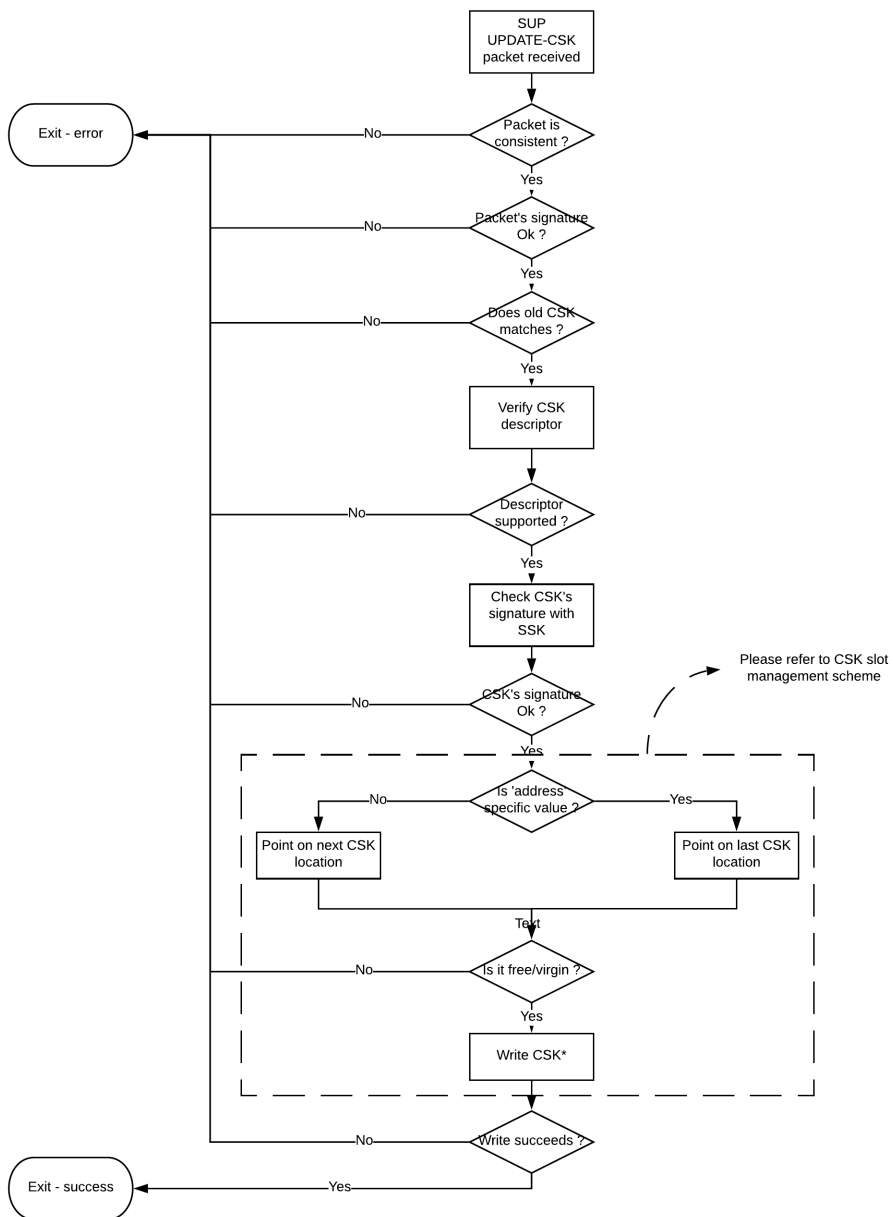 SUP
UPDATE-CSK
packet received
Exit - error
No
Packet is
consistent ?
Yes
No
Packet's signature
Ok ?
Yes
No
Does old CSK
matches ?
Yes
Verify CSK
descriptor
No
Descriptor
supported ?
Yes
Check CSK's
signature with
SSK
Please refer to CSK slot
management scheme
No
CSK's signature
Ok ?
Yes
No
Is 'address'
specific value ?
Yes
Point on next CSK
location
Point on last CSK
location
Text
No
Is it free/virgin ?
Yes
Write CSK*
No
Write succeeds ?
Exit - success
Yes